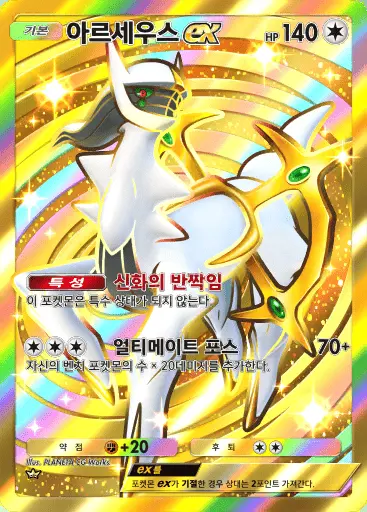 기본 아르세우스 ex HP 140
특성 신화의 반짝임
이 포켓몬은 특수 상태가 되지 않는다.
얼티메이트 포스 70+
자신의 벤치 포켓몬의 수 × 20데미지를 추가한다.
약점 +20 후퇴
Illus. PLANETA CG Works
ex룰
포켓몬 ex가 기절한 경우 상대는 2포인트 가져간다.